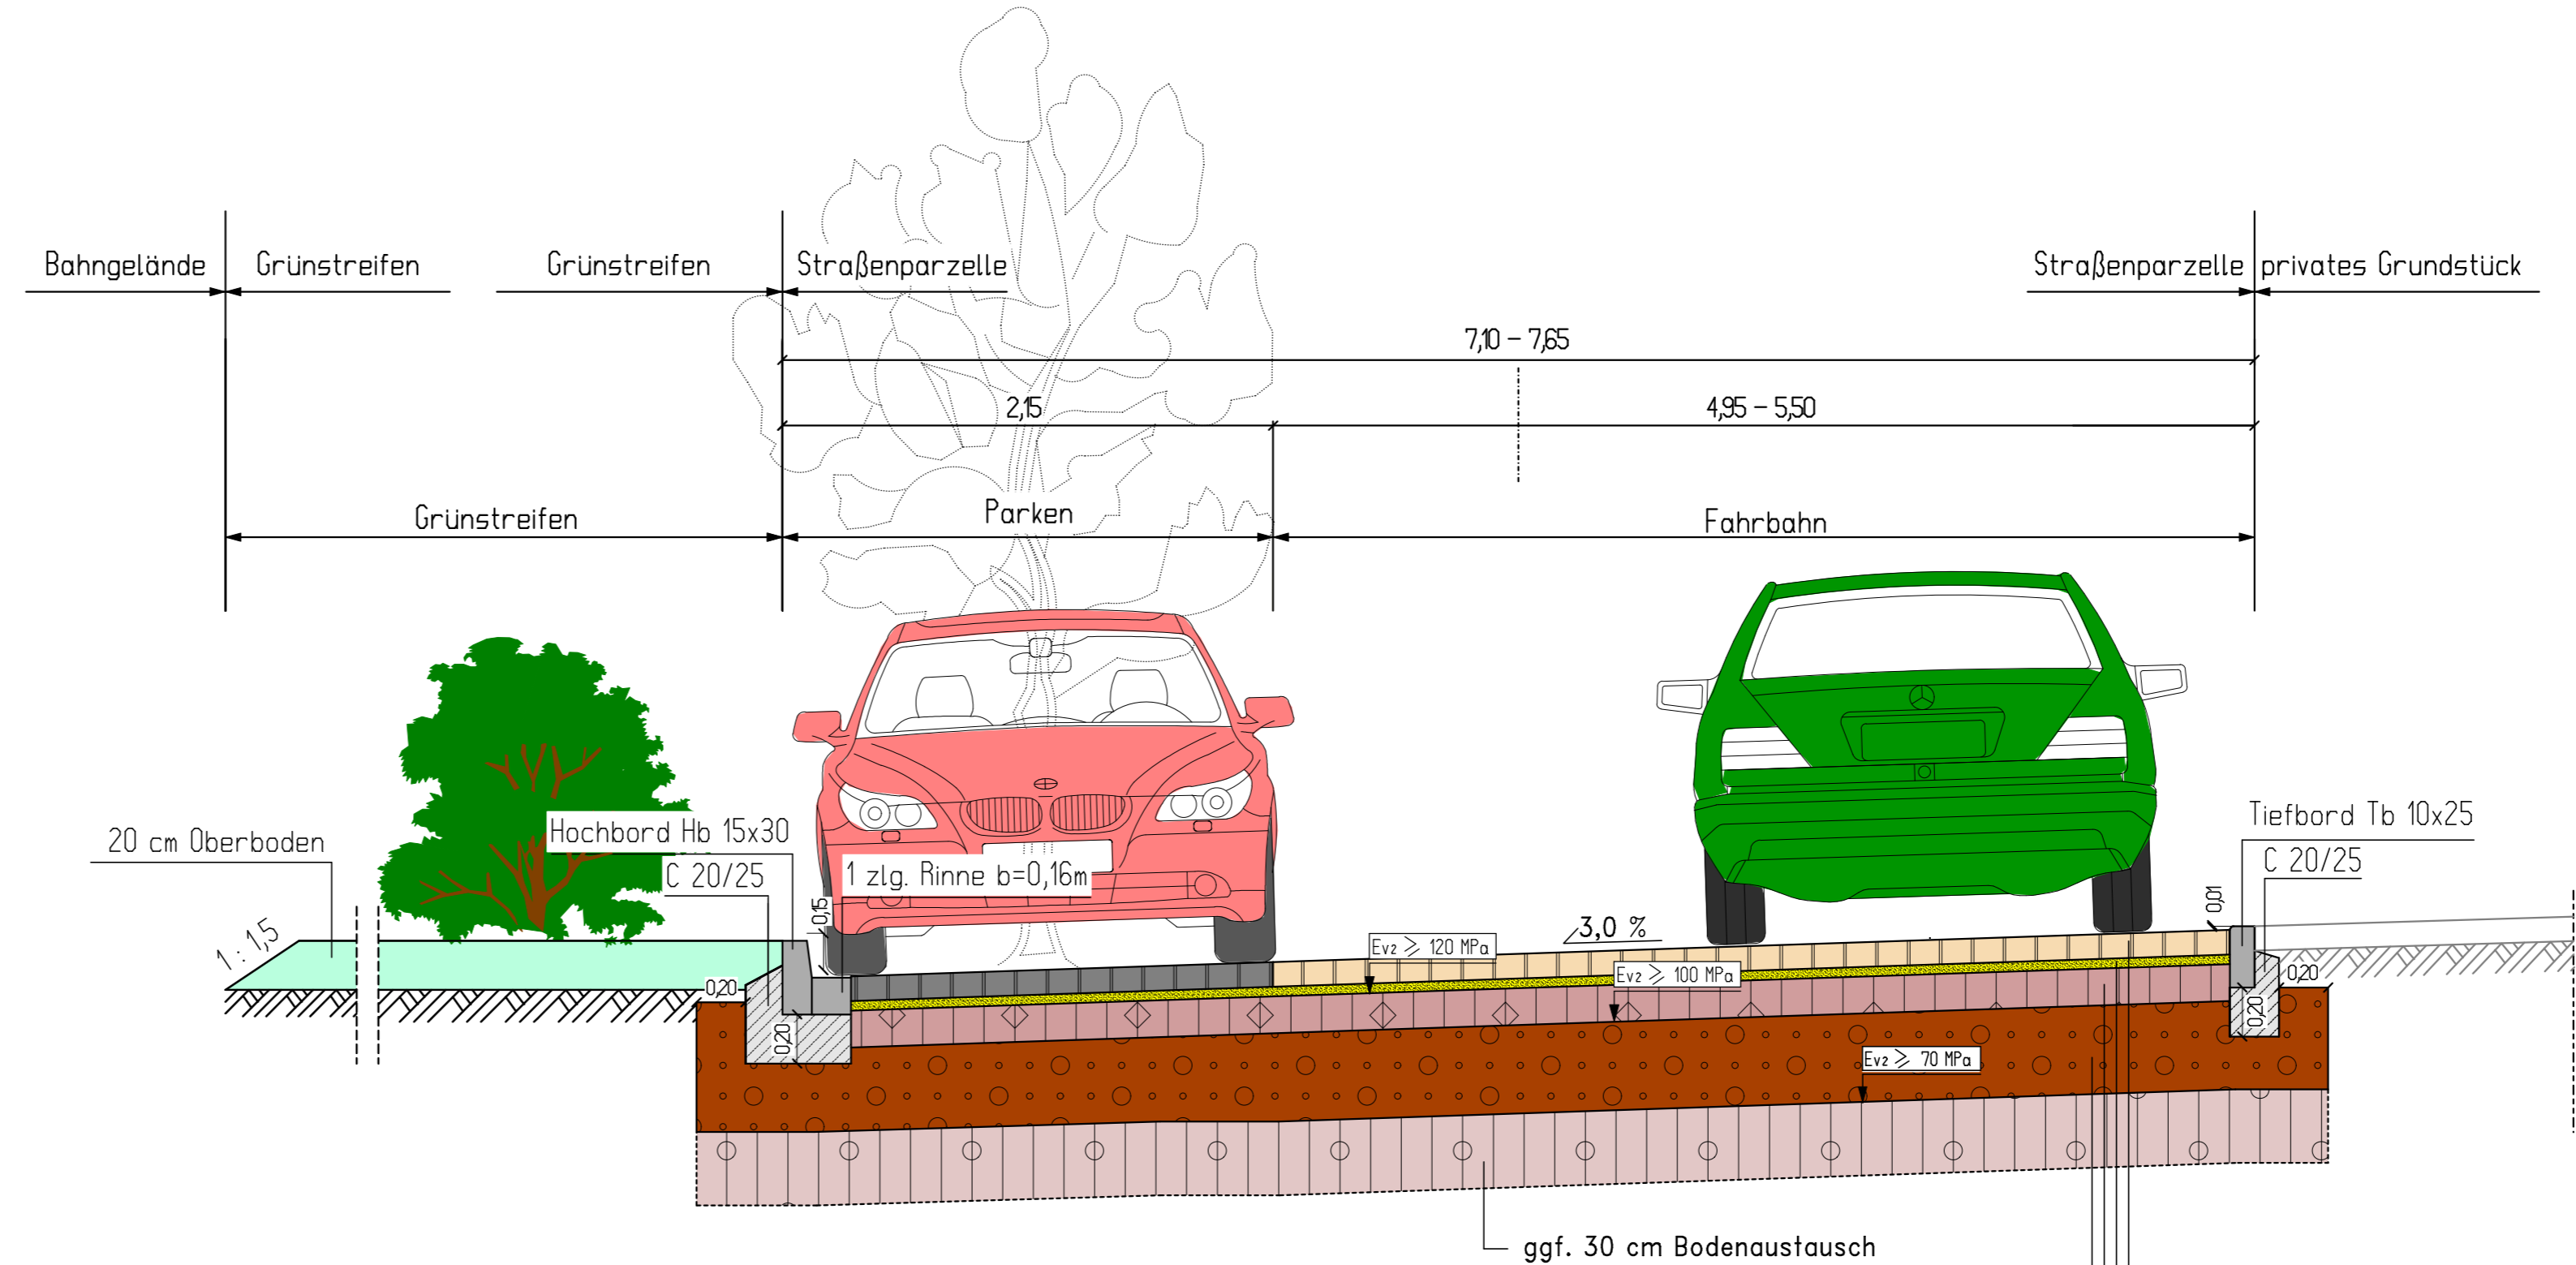 Bahngelände
Grünstreifen
Grünstreifen
Straßenparzelle
Straßenparzelle
privates Grundstück
7,10 – 7,65
2,15
4,95 – 5,50
Grünstreifen
Parken
Fahrbahn
20 cm Oberboden
Hochbord Hb 15x30
C 20/25
1 zlg. Rinne b=0,16m
Tiefbord Tb 10x25
C 20/25
1 : 1,5
0,15
0,01
3,0 %
Ev2 ≥ 120 MPa
Ev2 ≥ 100 MPa
0,20
0,20
0,20
0,20
Ev2 ≥ 70 MPa
ggf. 30 cm Bodenaustausch